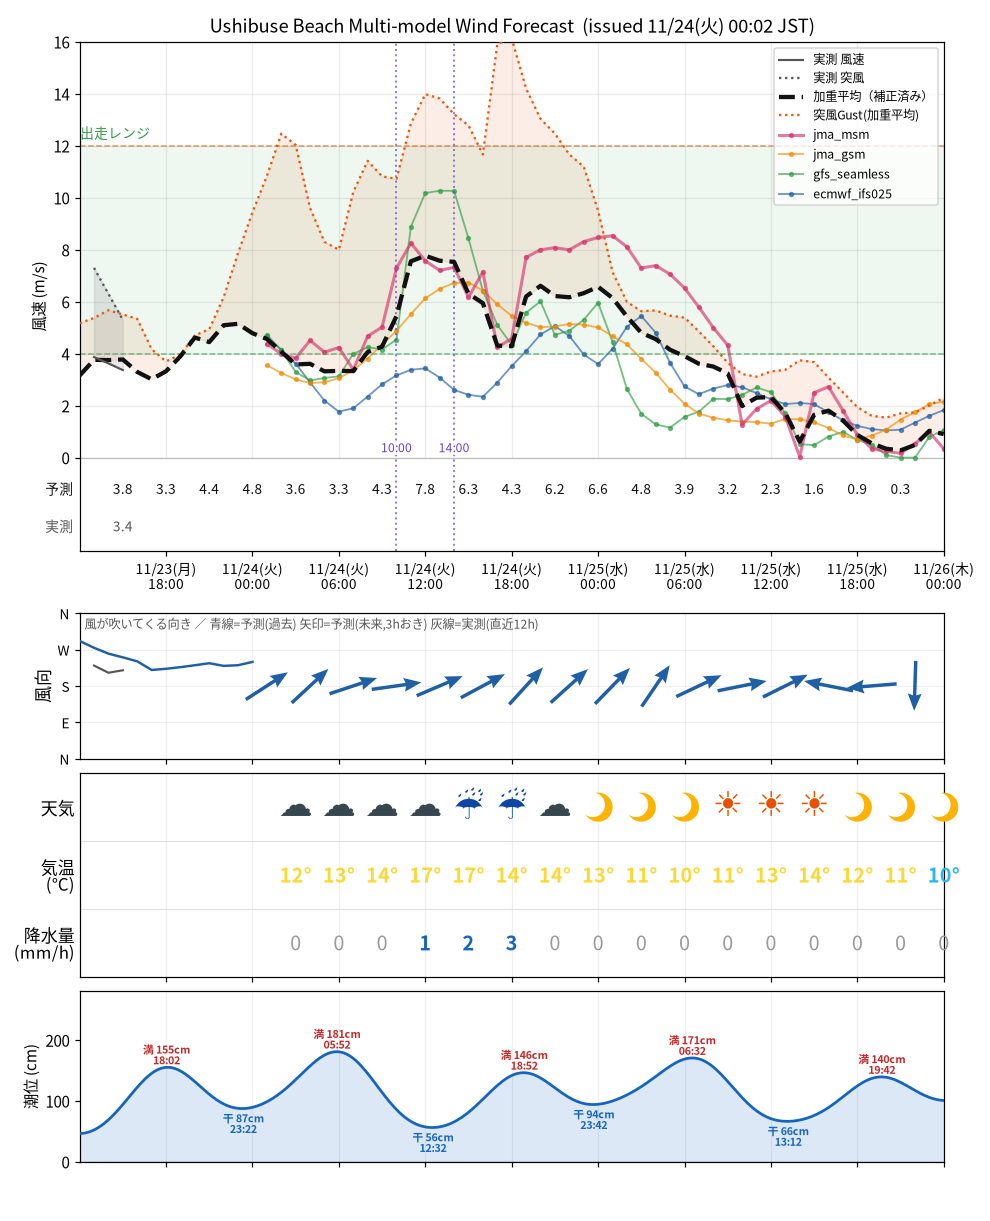 Ushibuse Beach Multi-model Wind Forecast (issued 11/24(火) 00:02 JST)
16
14
12
10
8
6
4
2
0
風速 (m/s)
出走レンジ
実測 風速
実測 突風
加重平均（補正済み）
突風Gust(加重平均)
jma_msm
jma_gsm
gfs_seamless
ecmwf_ifs025
10:00 14:00
予測 3.8 3.3 4.4 4.8 3.6 3.3 4.3 7.8 6.3 4.3 6.2 6.6 4.8 3.9 3.2 2.3 1.6 0.9 0.3
実測 3.4
11/23(月) 11/24(火) 11/24(火) 11/24(火) 11/24(火) 11/25(水) 11/25(水) 11/25(水) 11/25(水) 11/26(木)
18:00 00:00 06:00 12:00 18:00 00:00 06:00 12:00 18:00 00:00
風向
N
W
S
E
N
風が吹いてくる向き ／ 青線=予測(過去) 矢印=予測(未来,3hおき) 灰線=実測(直近12h)
天気
気温
(℃)
12° 13° 14° 17° 17° 14° 14° 13° 11° 10° 11° 13° 14° 12° 11° 10°
降水量
(mm/h)
0 0 0 1 2 3 0 0 0 0 0 0 0 0 0 0
潮位 (cm)
200
100
0
満 155cm
18:02
干 87cm
23:22
満 181cm
05:52
干 56cm
12:32
満 146cm
18:52
干 94cm
23:42
満 171cm
06:32
干 66cm
13:12
満 140cm
19:42